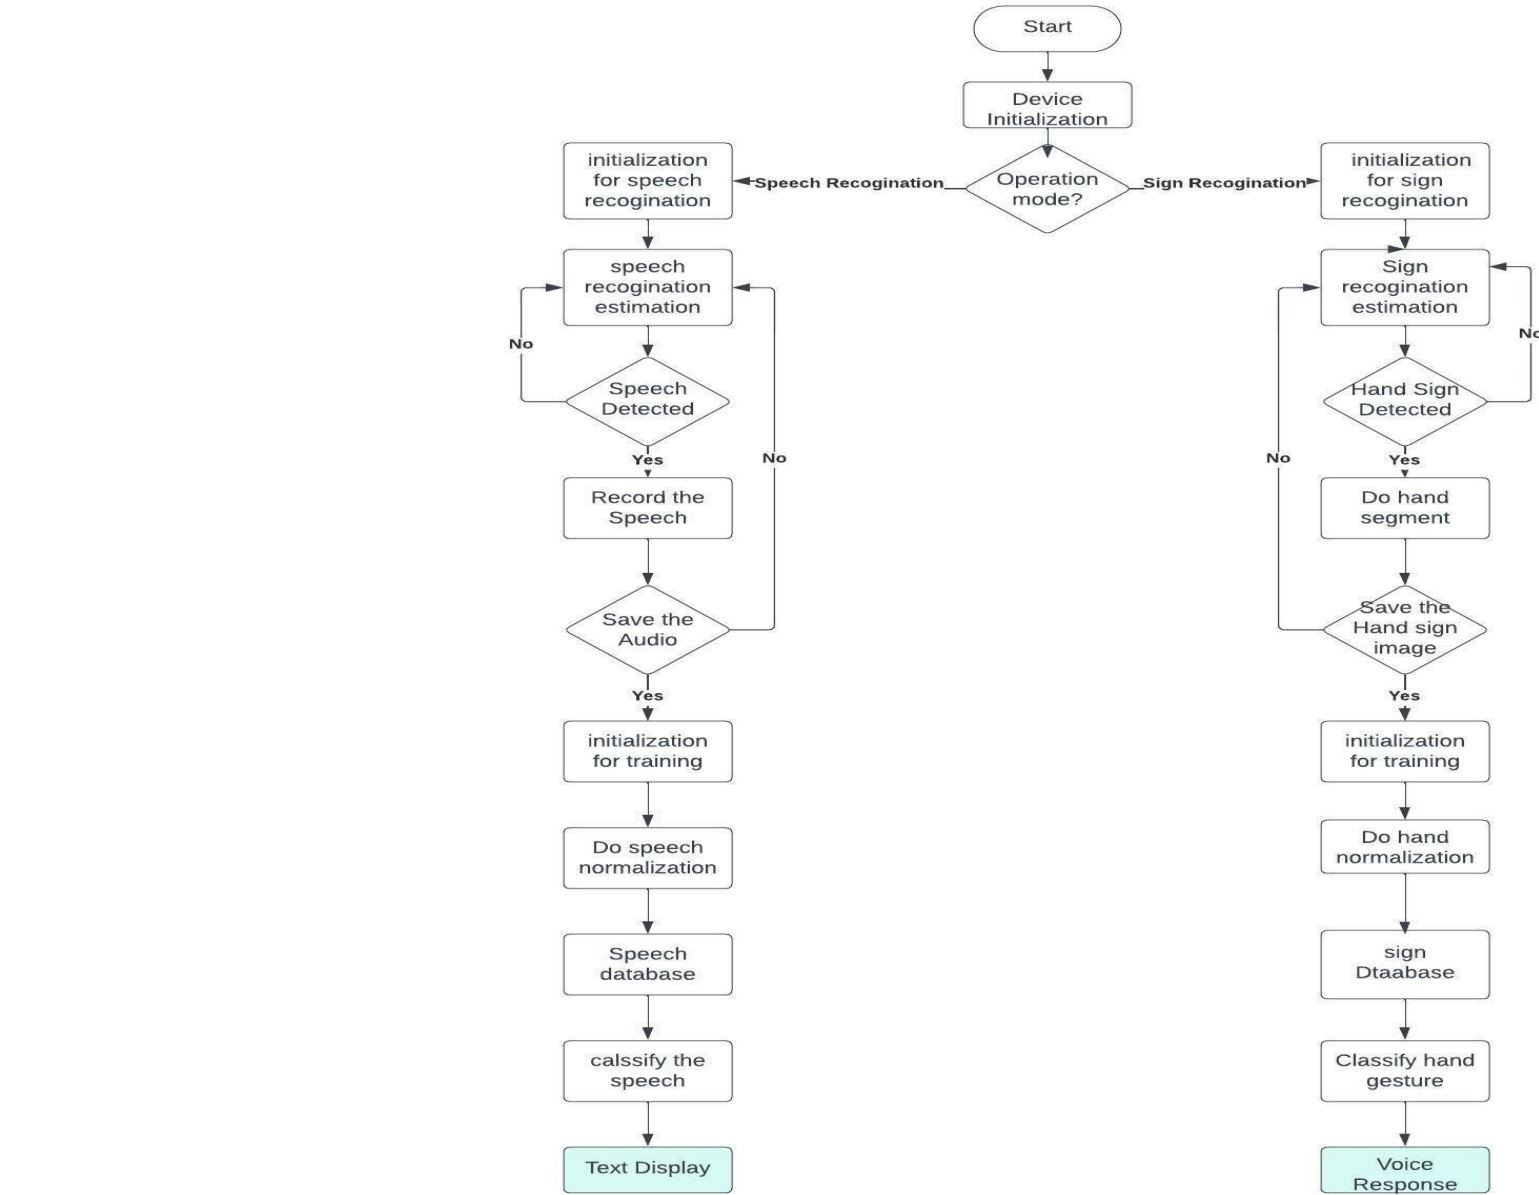 Start
Device
Initialization
Operation
mode?
Speech Recogination
Sign Recogination
initialization
for speech
recogination
speech
recogination
estimation
No
Speech
Detected
Yes
No
Record the
Speech
Save the
Audio
Yes
initialization
for training
Do speech
normalization
Speech
database
calssify the
speech
Text Display
initialization
for sign
recogination
Sign
recogination
estimation
No
Hand Sign
Detected
Yes
No
Do hand
segment
Save the
Hand sign
image
Yes
initialization
for training
Do hand
normalization
sign
Dtaabase
Classify hand
gesture
Voice
Response